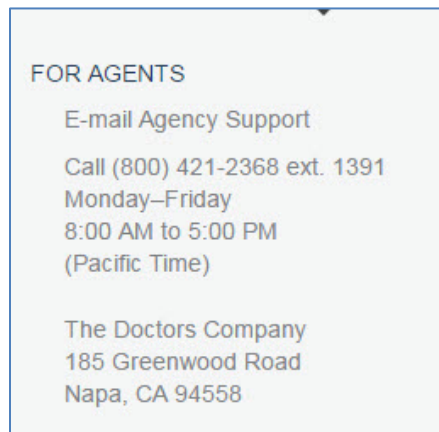 FOR AGENTS
E-mail Agency Support
Call (800) 421-2368 ext. 1391
Monday–Friday
8:00 AM to 5:00 PM
(Pacific Time)
The Doctors Company
185 Greenwood Road
Napa, CA 94558